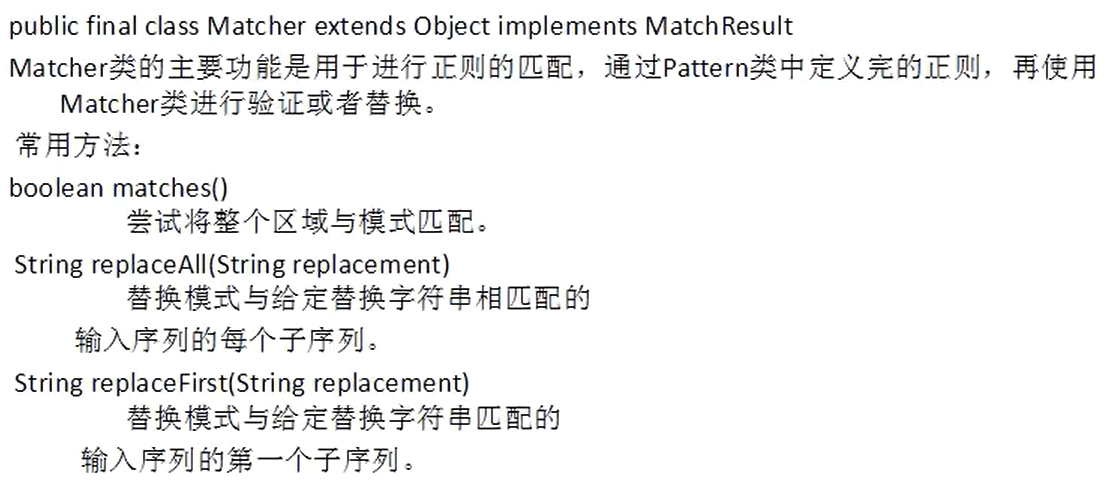 public final class Matcher extends Object implements MatchResult
Matcher类的主要功能是用于进行正则的匹配，通过Pattern类中定义完的正则，再使用
Matcher类进行验证或者替换。
常用方法：
boolean matches()
尝试将整个区域与模式匹配。
String replaceAll(String replacement)
替换模式与给定替换字符串相匹配的
输入序列的每个子序列。
String replaceFirst(String replacement)
替换模式与给定替换字符串匹配的
输入序列的第一个子序列。